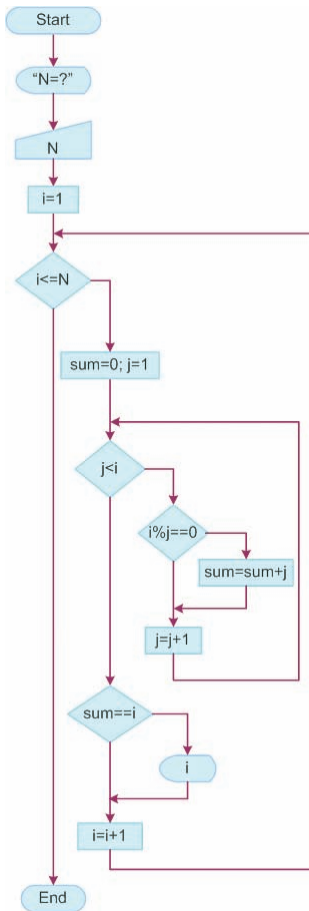 Start
“N=?”
N
i=1
i<=N
sum=0; j=1
j<i
i%j==0
sum=sum+j
j=j+1
sum==i
i
i=i+1
End